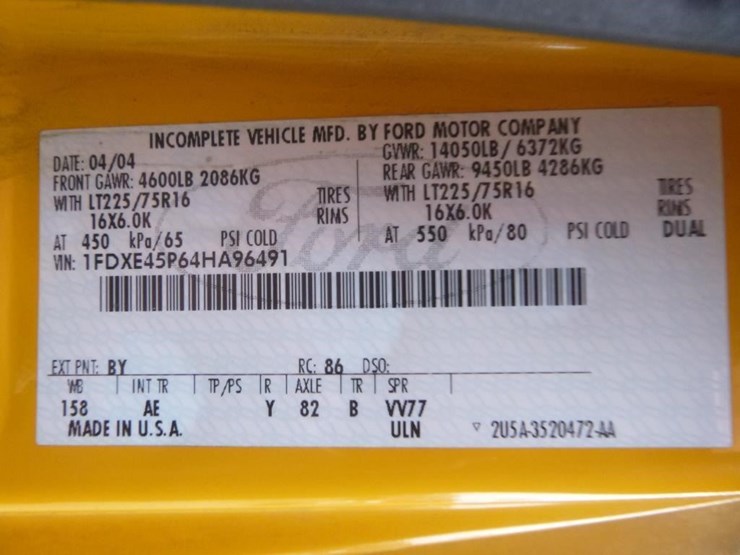 INCOMPLETE VEHICLE MFD. BY FORD MOTOR COMPANY
DATE: 04/04 GVWR: 14050LB/ 6372KG
FRONT GAWR: 4600LB 2086KG REAR GAWR: 9450LB 4286KG
WITH LT225/75R16 TIRES WITH LT225/75R16 TIRES
16X6.0K RINS 16X6.0K RINS
AT 450 kPa/65 PSI COLD AT 550 kPa/80 PSI COLD DUAL
VIN: 1FDXE45P64HA96491
Ford
EXT PNT: BY RC: 86 DSO:
WB INT TR TP/PS R AXLE TR SPR
158 AE Y 82 B VV77
MADE IN U.S.A. ULN ▽ 2U5A-3520472-AA